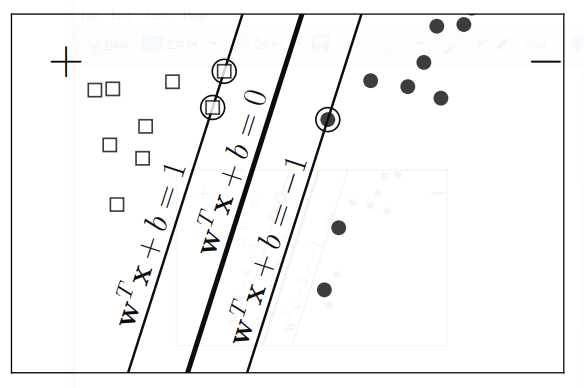 +
−
w^T x + b = 1
w^T x + b = 0
w^T x + b = −1